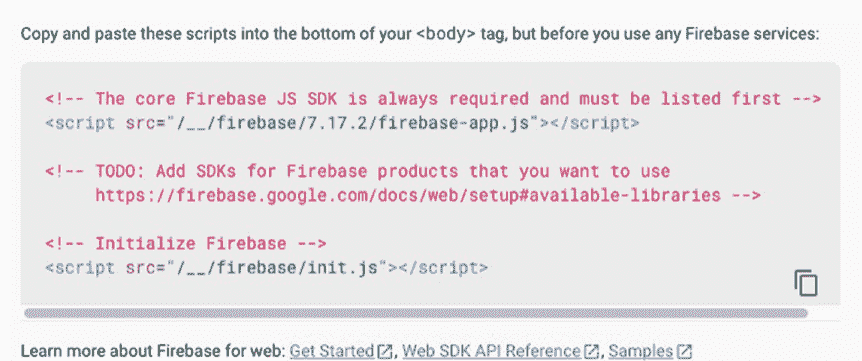 Copy and paste these scripts into the bottom of your <body> tag, but before you use any Firebase services:
<!-- The core Firebase JS SDK is always required and must be listed first -->
<script src="/__/firebase/7.17.2/firebase-app.js"></script>
<!-- TODO: Add SDKs for Firebase products that you want to use
https://firebase.google.com/docs/web/setup#available-libraries -->
<!-- Initialize Firebase -->
<script src="/__/firebase/init.js"></script>
Learn more about Firebase for web: Get Started, Web SDK API Reference, Samples